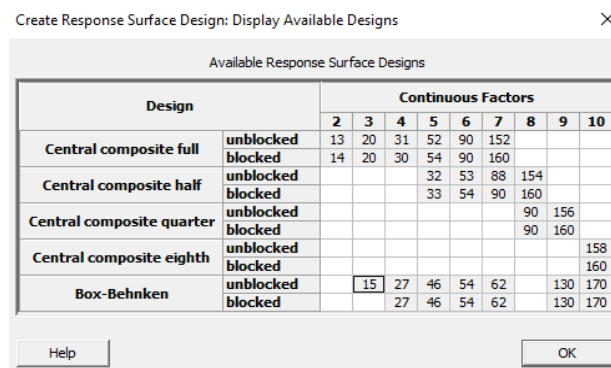 Create Response Surface Design: Display Available Designs
Available Response Surface Designs
Design Continuous Factors
2 3 4 5 6 7 8 9 10
Central composite full unblocked 13 20 31 52 90 152
blocked 14 20 30 54 90 160
Central composite half unblocked 32 53 88 154
blocked 33 54 90 160
Central composite quarter unblocked 90 156
blocked 90 160
Central composite eighth unblocked 158
blocked 160
Box-Behnken unblocked 15 27 46 54 62 130 170
blocked 27 46 54 62 130 170
Help OK